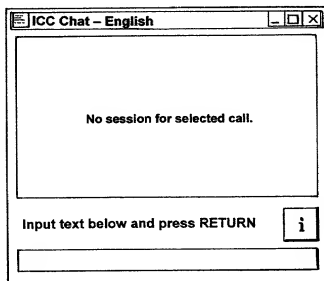 ICC Chat – English
No session for selected call.
Input text below and press RETURN
i